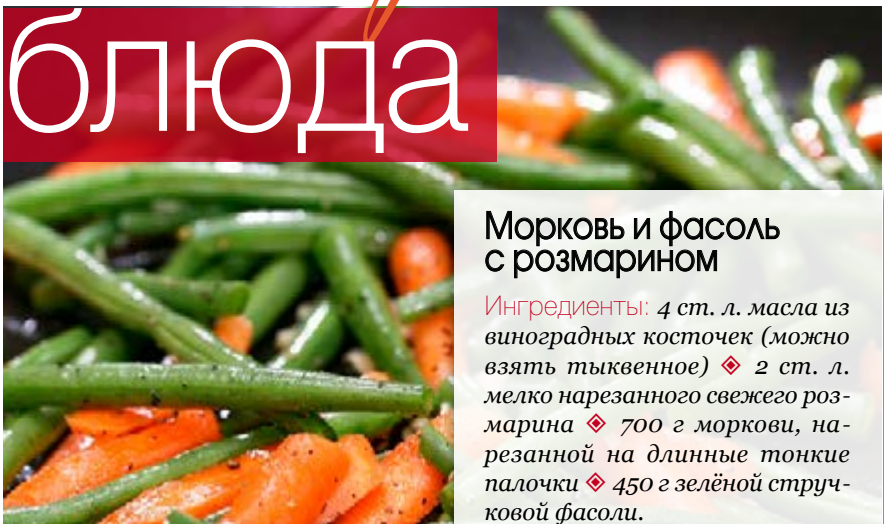 блюда
Морковь и фасоль
с розмарином
Ингредиенты: 4 ст. л. масла из
виноградных косточек (можно
взять тыквенное) ◈ 2 ст. л.
мелко нарезанного свежего роз-
марина ◈ 700 г моркови, на-
резанной на длинные тонкие
палочки ◈ 450 г зелёной струч-
ковой фасоли.